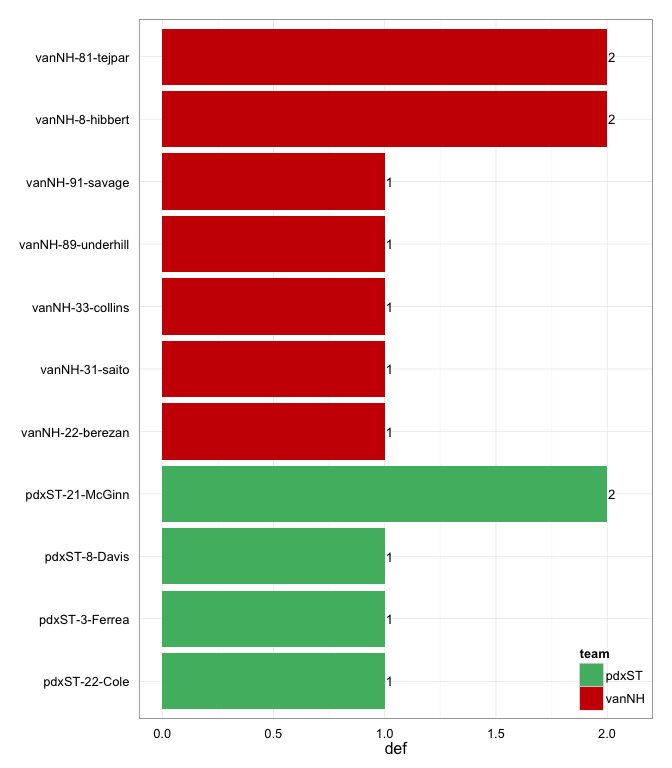 vanNH-81-tejpar 2
vanNH-8-hibbert 2
vanNH-91-savage 1
vanNH-89-underhill 1
vanNH-33-collins 1
vanNH-31-saito 1
vanNH-22-berezan 1
pdxST-21-McGinn 2
pdxST-8-Davis 1
pdxST-3-Ferrea 1
pdxST-22-Cole 1
team
pdxST
vanNH
0.0 0.5 1.0 1.5 2.0
def